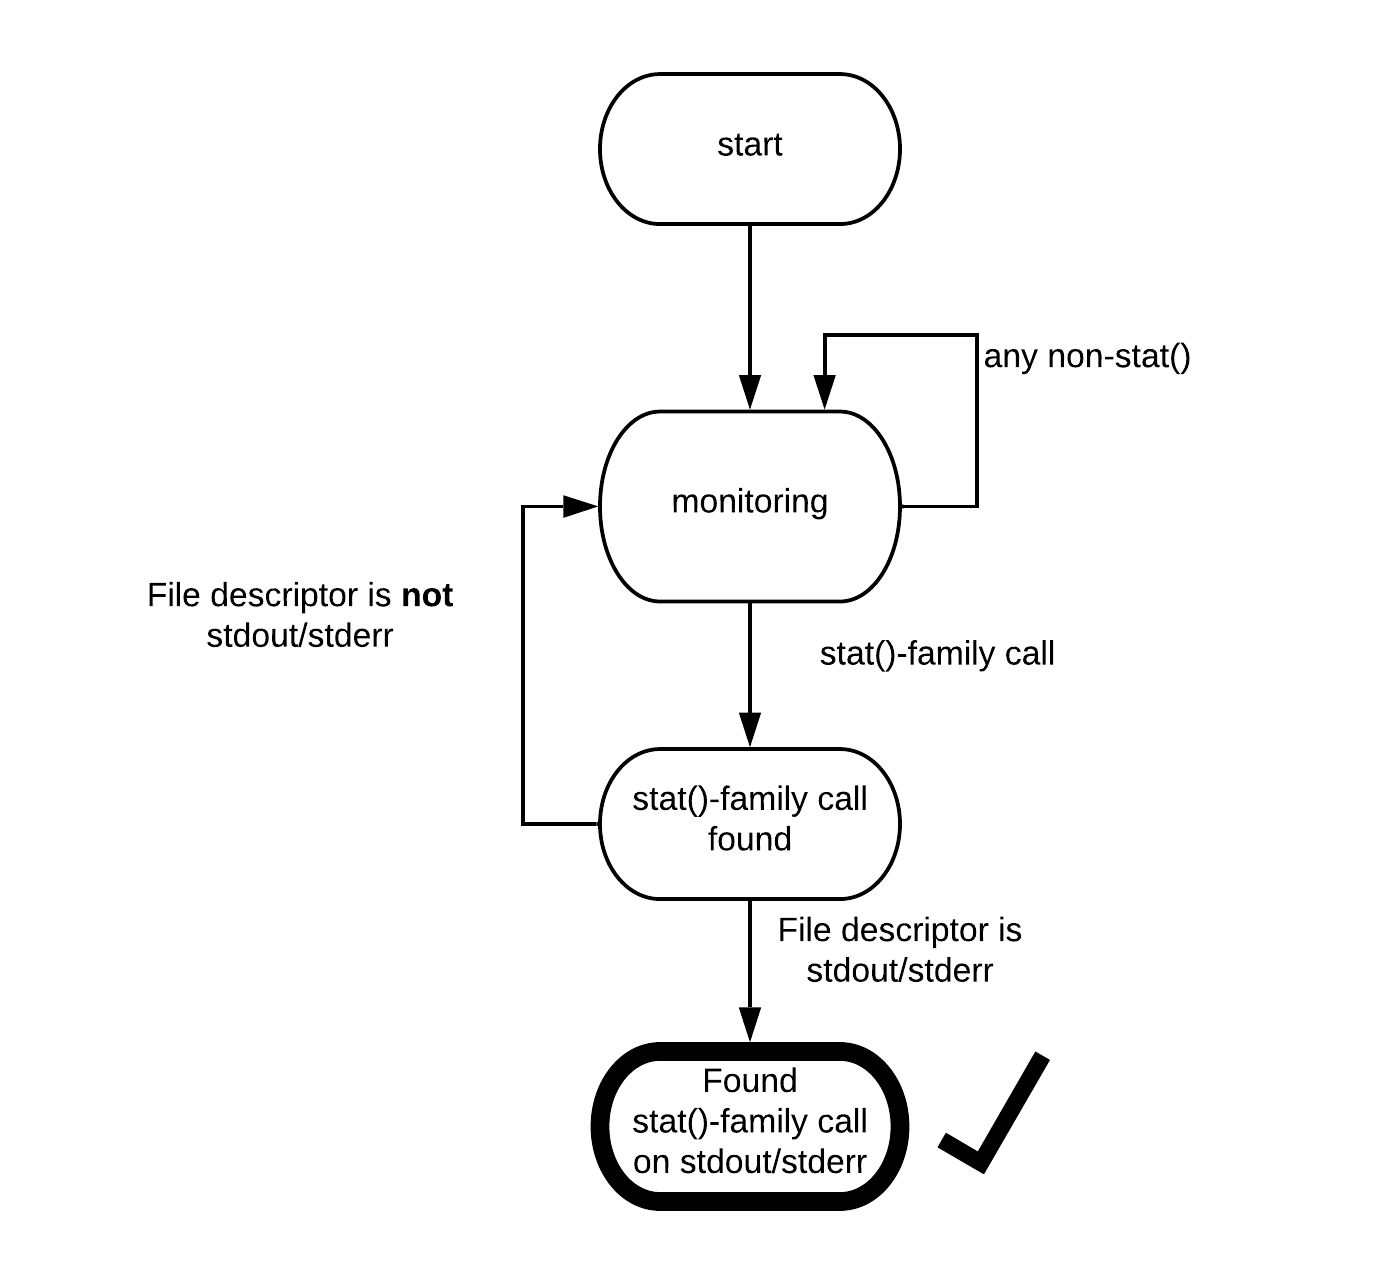 start
any non-stat()
monitoring
File descriptor is not
stdout/stderr
stat()-family call
stat()-family call
found
File descriptor is
stdout/stderr
Found
stat()-family call
on stdout/stderr